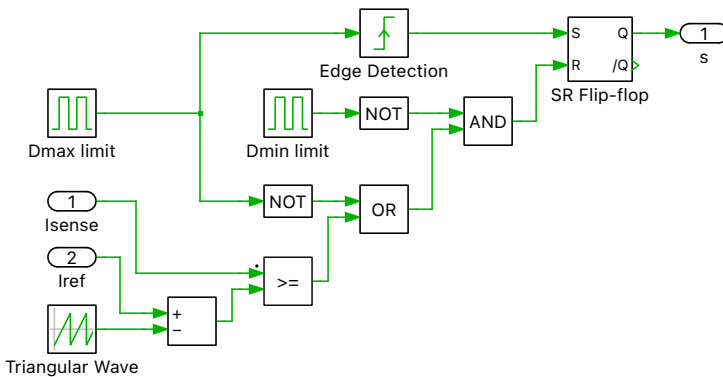 S
Q
1
s
Edge Detection
R
/Q
SR Flip-flop
NOT
AND
Dmax limit
Dmin limit
1
NOT
OR
Isense
2
Iref
>=
+
−
Triangular Wave